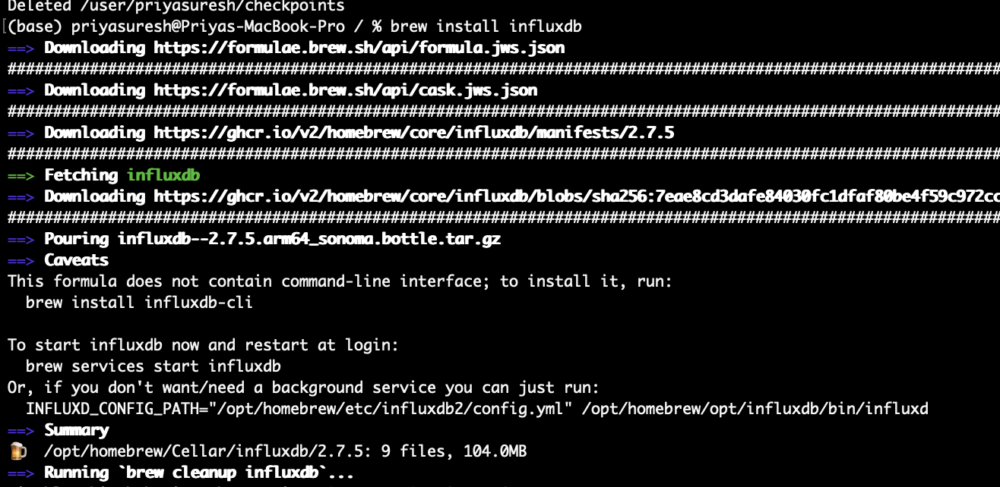 Deleted /user/priyasuresh/checkpoints
[(base) priyasuresh@Priyas-MacBook-Pro / % brew install influxdb
==> Downloading https://formulae.brew.sh/api/formula.jws.json
##############################################################################################################
==> Downloading https://formulae.brew.sh/api/cask.jws.json
##############################################################################################################
==> Downloading https://ghcr.io/v2/homebrew/core/influxdb/manifests/2.7.5
##############################################################################################################
==> Fetching influxdb
==> Downloading https://ghcr.io/v2/homebrew/core/influxdb/blobs/sha256:7eae8cd3dafe84030fc1dfaf80be4f59c972cc
##############################################################################################################
==> Pouring influxdb--2.7.5.arm64_sonoma.bottle.tar.gz
==> Caveats
This formula does not contain command-line interface; to install it, run:
  brew install influxdb-cli

To start influxdb now and restart at login:
  brew services start influxdb
Or, if you don't want/need a background service you can just run:
  INFLUXD_CONFIG_PATH="/opt/homebrew/etc/influxdb2/config.yml" /opt/homebrew/opt/influxdb/bin/influxd
==> Summary
🍺  /opt/homebrew/Cellar/influxdb/2.7.5: 9 files, 104.0MB
==> Running `brew cleanup influxdb`...